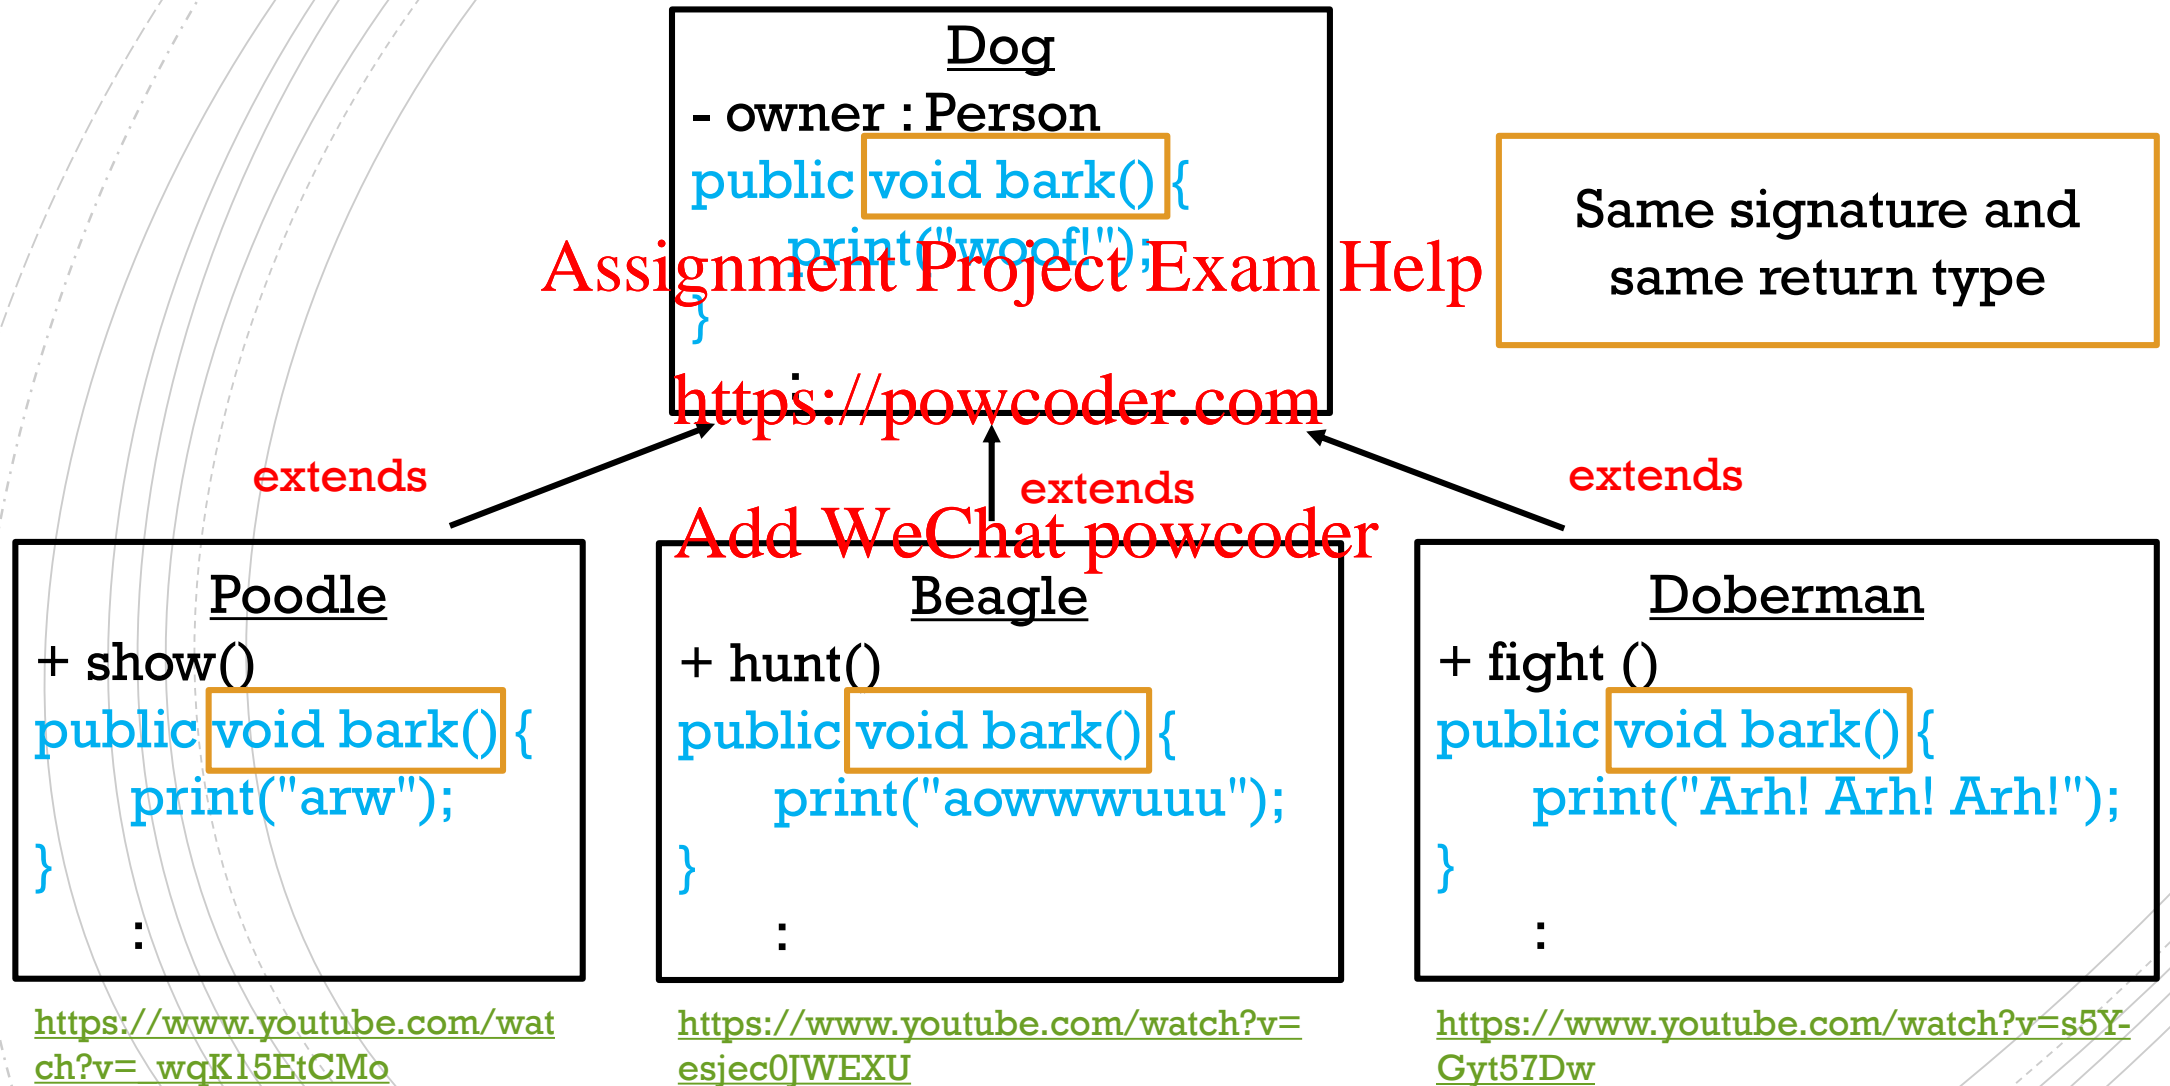 Dog
- owner : Person
public void bark() {
print("woof!");
}
:
Same signature and
same return type
Assignment Project Exam Help
https://powcoder.com
Add WeChat powcoder
extends
extends
extends
Poodle
+ show()
public void bark() {
print("arw");
}
:
https://www.youtube.com/wat
ch?v=_wqK15EtCMo
Beagle
+ hunt()
public void bark() {
print("aowwwuuu");
}
:
https://www.youtube.com/watch?v=
esjec0JWEXU
Doberman
+ fight ()
public void bark() {
print("Arh! Arh! Arh!");
}
:
https://www.youtube.com/watch?v=s5Y-
Gyt57Dw